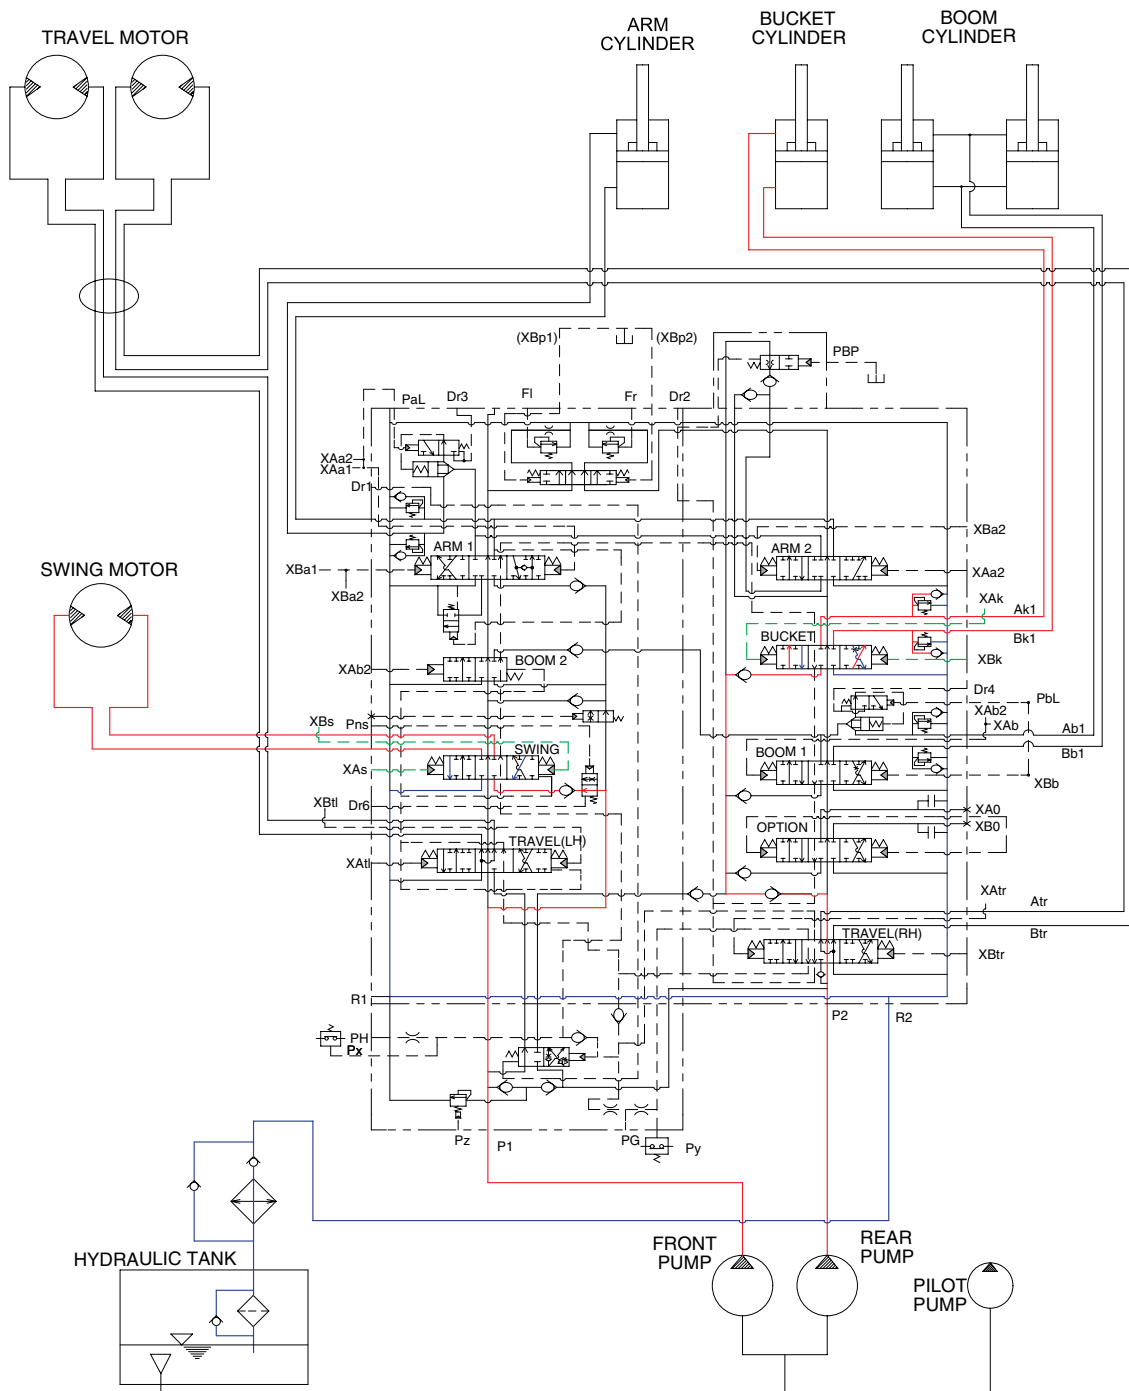 TRAVEL MOTOR
ARM
CYLINDER
BUCKET
CYLINDER
BOOM
CYLINDER
SWING MOTOR
(XBp1)
(XBp2)
PBP
PaL
Dr3
Fl
Fr
Dr2
XAa2
XAa1
Dr1
ARM 1
XBa1
XBa2
ARM 2
XBa2
XAa2
XAk
Ak1
Bk1
BUCKET
XBk
XAb2
BOOM 2
Dr4
PbL
XAb2
XAb
Ab1
Bb1
XBs
Pns
SWING
XAs
BOOM 1
XBb
XBtl
Dr6
XA0
XB0
OPTION
TRAVEL(LH)
XAtl
XAtr
Atr
Btr
TRAVEL(RH)
XBtr
R1
P2
R2
PH
Px
Pz
P1
PG
Py
HYDRAULIC TANK
FRONT
PUMP
REAR
PUMP
PILOT
PUMP